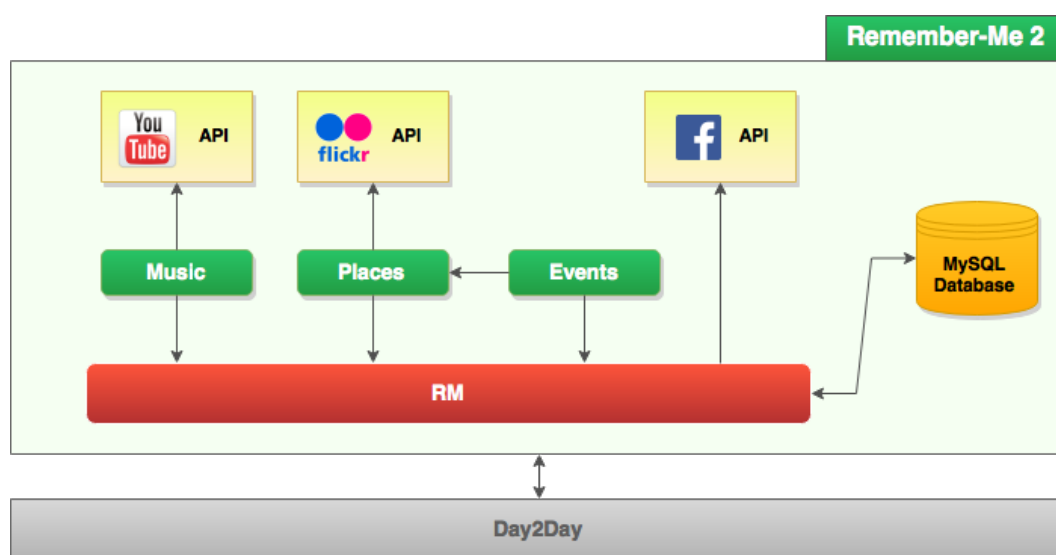 Remember-Me 2
You
Tube
API
flickr
API
f
API
Music
Places
Events
MySQL
Database
RM
Day2Day